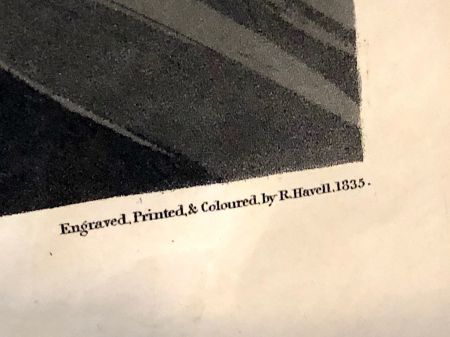 Engraved, Printed, & Coloured, by R. Havell. 1835.